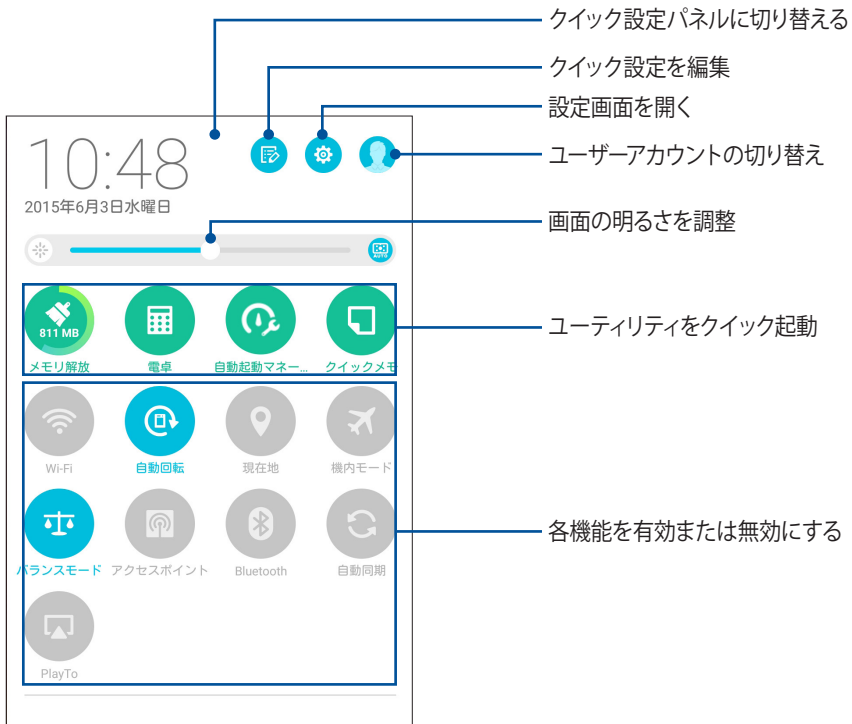 クイック設定パネルに切り替える
クイック設定を編集
設定画面を開く
ユーザーアカウントの切り替え
10:48
2015年6月3日水曜日
画面の明るさを調整
AUTO
811 MB
メモリ解放
電卓
自動起動マネー...
クイックメモ
ユーティリティをクイック起動
Wi-Fi
自動回転
現在地
機内モード
バランスモード
アクセスポイント
Bluetooth
自動同期
各機能を有効または無効にする
PlayTo